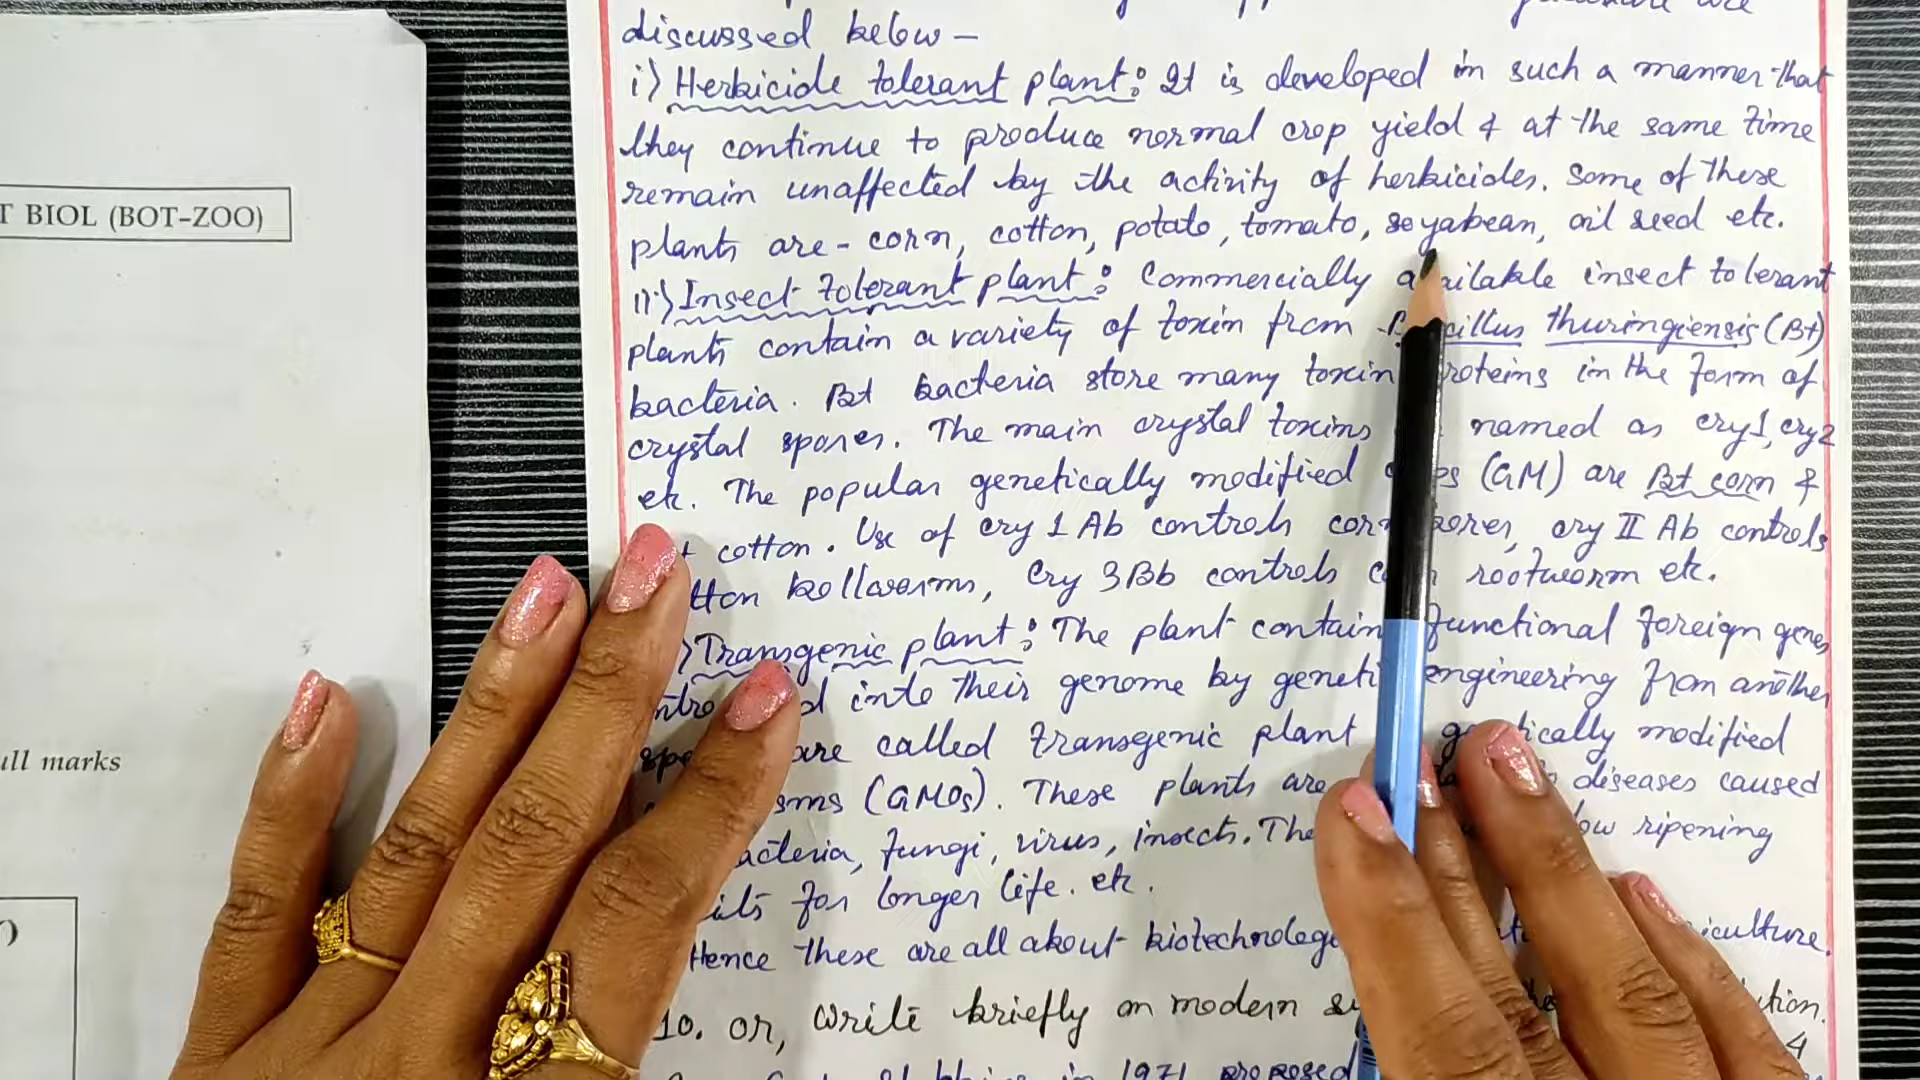 discussed below -
i) Herbicide tolerant plant: It is developed in such a manner that
they continue to produce normal crop yield & at the same time
remain unaffected by the activity of herbicides. Some of these
plants are - corn, cotton, potato, tomato, soyabean, oil seed etc.
ii) Insect tolerant plant: Commercially available insect tolerant
plants contain a variety of toxin from Bacillus thuringiensis (Bt)
bacteria. Bt bacteria store many toxin proteins in the form of
crystal spores. The main crystal toxins named as cry1, cry2
etc. The popular genetically modified (GM) are Bt corn &
cotton. Use of cry 1 Ab controls corn borer, cry II Ab controls
bollworms, Cry 3Bb controls rootworm etc.
Transgenic plant: The plant contain functional foreign genes
into their genome by genetic engineering from another
are called transgenic plant genetically modified
(GMOs). These plants are diseases caused
bacteria, fungi, virus, insects. ripening
for longer life. etc.
Hence these are all about biotechnology
10. or, Write briefly on modern
4
in 1971 proposed
T BIOL (BOT-ZOO)
full marks